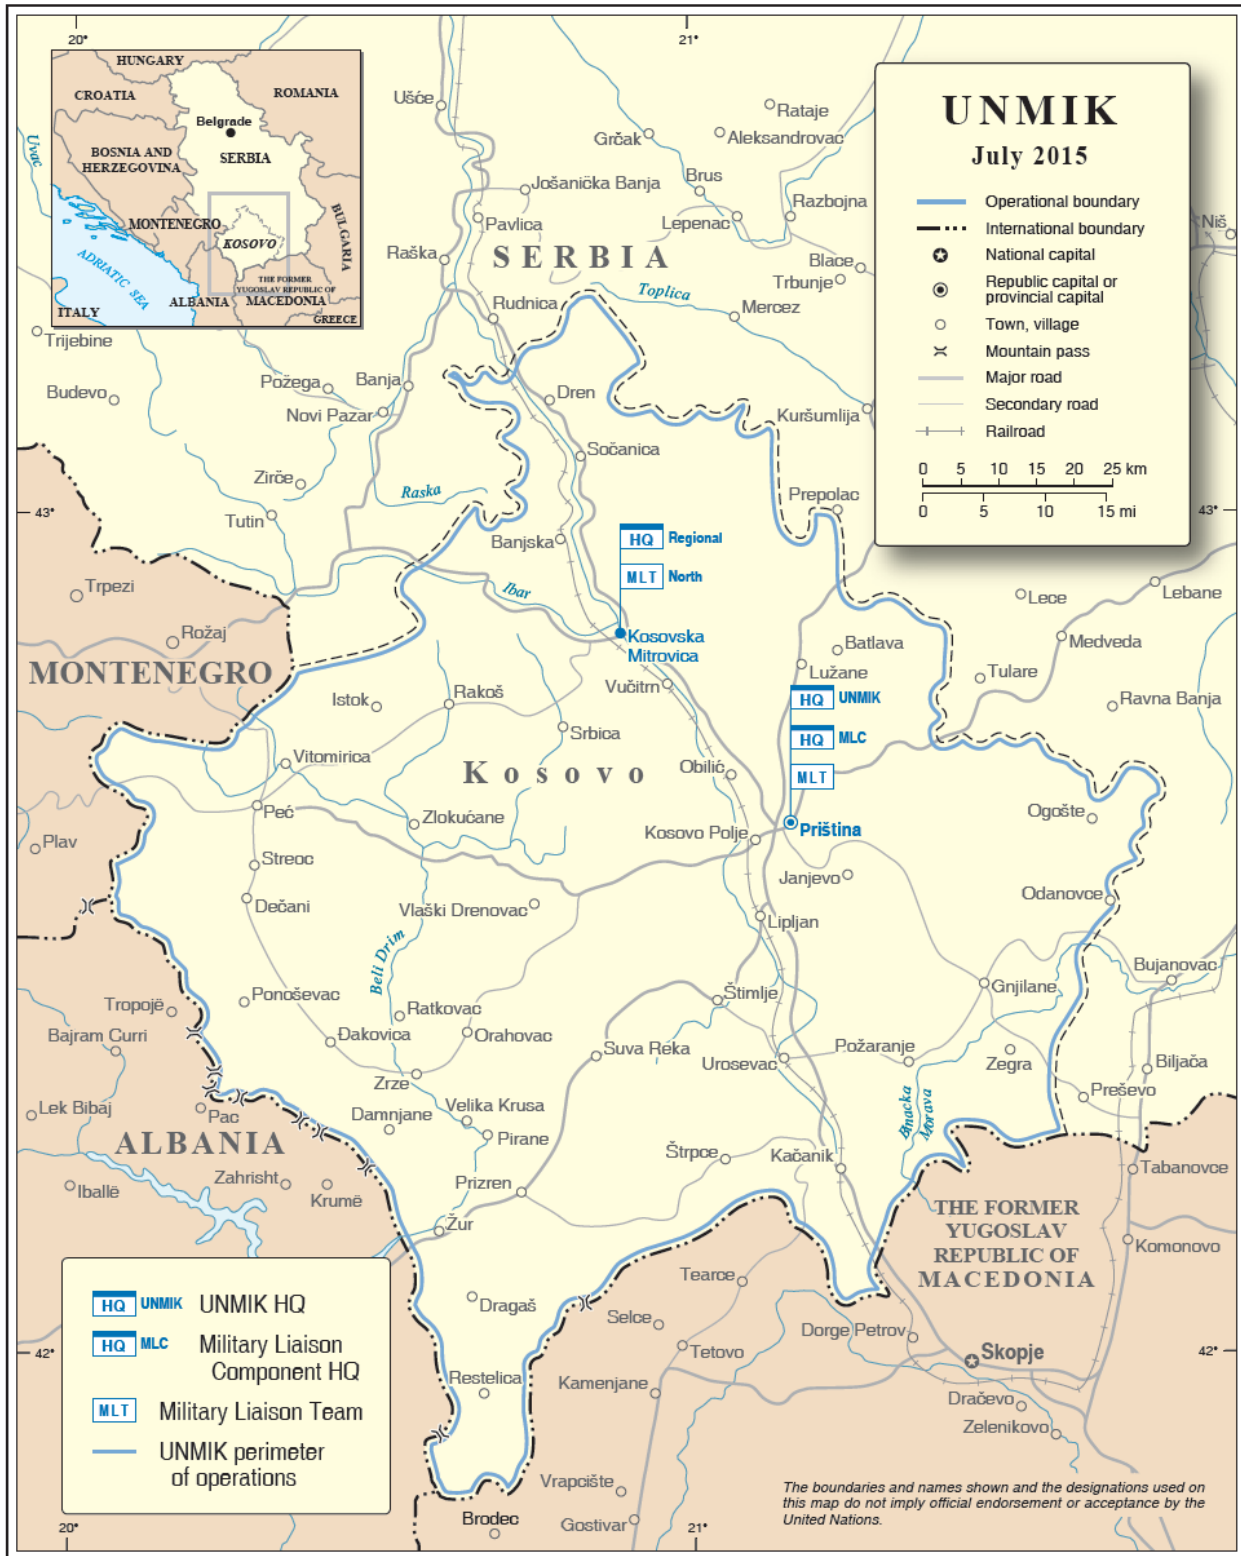 20°
21°
HUNGARY
CROATIA
ROMANIA
Belgrade
BOSNIA AND
HERZEGOVINA
SERBIA
MONTENEGRO
KOSOVO
BULGARIA
ADRIATIC SEA
THE FORMER
YUGOSLAV REPUBLIC OF
MACEDONIA
ALBANIA
ITALY
GREECE
UNMIK
July 2015
Operational boundary
International boundary
National capital
Republic capital or
provincial capital
Town, village
Mountain pass
Major road
Secondary road
Railroad
0 5 10 15 20 25 km
0 5 10 15 mi
Uvac
Ušće
Rataje
Grčak
Aleksandrovac
Jošanička Banja
Brus
Razbojna
Pavlica
Lepenac
Niš
Raška
SERBIA
Blace
Trbunje
Toplica
Rudnica
Mercez
Trijebine
Budevo
Požega
Banja
Novi Pazar
Dren
Kuršumlija
Sočanica
Zirče
Raska
Prepolac
43°
43°
Tutin
Banjska
HQ Regional
MLT North
Ibar
Trpezi
Lece
Lebane
Rožaj
Kosovska
Mitrovica
Batlava
Medveda
MONTENEGRO
Lužane
Vučitrn
Tulare
Istok
Rakoš
HQ UNMIK
Ravna Banja
Srbica
HQ MLC
Vitomirica
Kosovo
Obilić
MLT
Peć
Zlokućane
Ogošte
Kosovo Polje
Priština
Plav
Streoc
Janjevo
Dečani
Vlaški Drenovac
Odanovce
Lipljan
Beli Drim
Bujanovac
Ponoševac
Štimlje
Gnjilane
Tropojë
Ratkovac
Bajram Curri
Đakovica
Orahovac
Suva Reka
Urosevac
Požaranje
Zegra
Biljača
Zrze
Preševo
Lek Bibaj
Pac
Damnjane
Velika Krusa
Binacka
Morava
ALBANIA
Pirane
Štrpce
Kačanik
Tabanovce
Iballë
Zahrisht
Krumë
Prizren
Žur
THE FORMER
YUGOSLAV
REPUBLIC OF
MACEDONIA
Komonovo
Tearce
Dragaš
Selce
Dorge Petrov
42°
42°
Tetovo
Skopje
Restelica
Kamenjane
Dračevo
Zelenikovo
Vrapcište
Brodec
Gostivar
HQ UNMIK UNMIK HQ
HQ MLC Military Liaison
Component HQ
MLT Military Liaison Team
UNMIK perimeter
of operations
The boundaries and names shown and the designations used on
this map do not imply official endorsement or acceptance by the
United Nations.
20°
21°